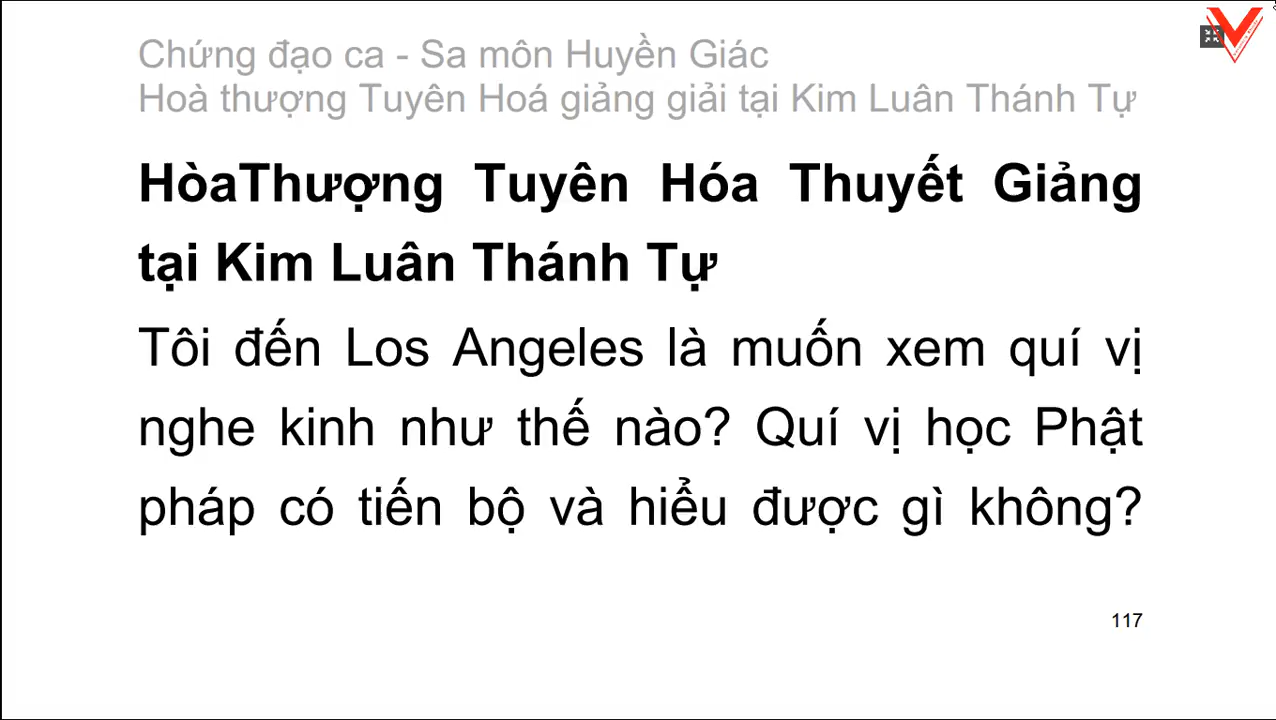 Chứng đạo ca - Sa môn Huyền Giác
Hoà thượng Tuyên Hoá giảng giải tại Kim Luân Thánh Tự
HòaThượng Tuyên Hóa Thuyết Giảng
tại Kim Luân Thánh Tự
Tôi đến Los Angeles là muốn xem quí vị
nghe kinh như thế nào? Quí vị học Phật
pháp có tiến bộ và hiểu được gì không?
117